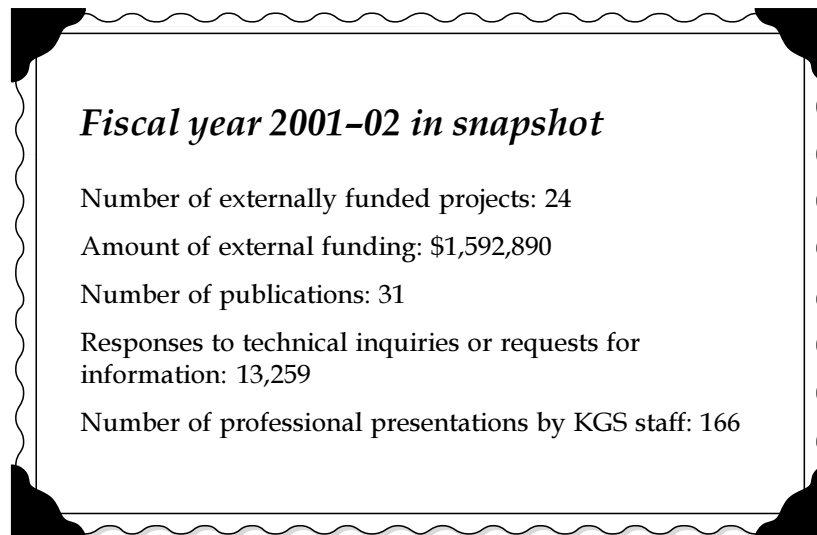 Fiscal year 2001–02 in snapshot
Number of externally funded projects: 24
Amount of external funding: $1,592,890
Number of publications: 31
Responses to technical inquiries or requests for
information: 13,259
Number of professional presentations by KGS staff: 166